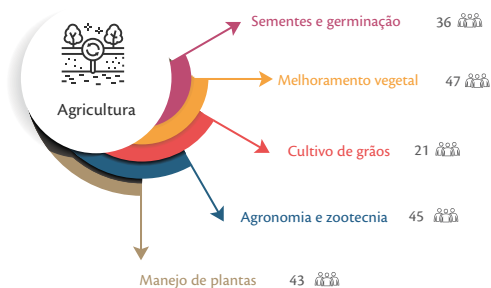 Sementes e germinação 36
Melhoramento vegetal 47
Agricultura
Cultivo de grãos 21
Agronomia e zootecnia 45
Manejo de plantas 43